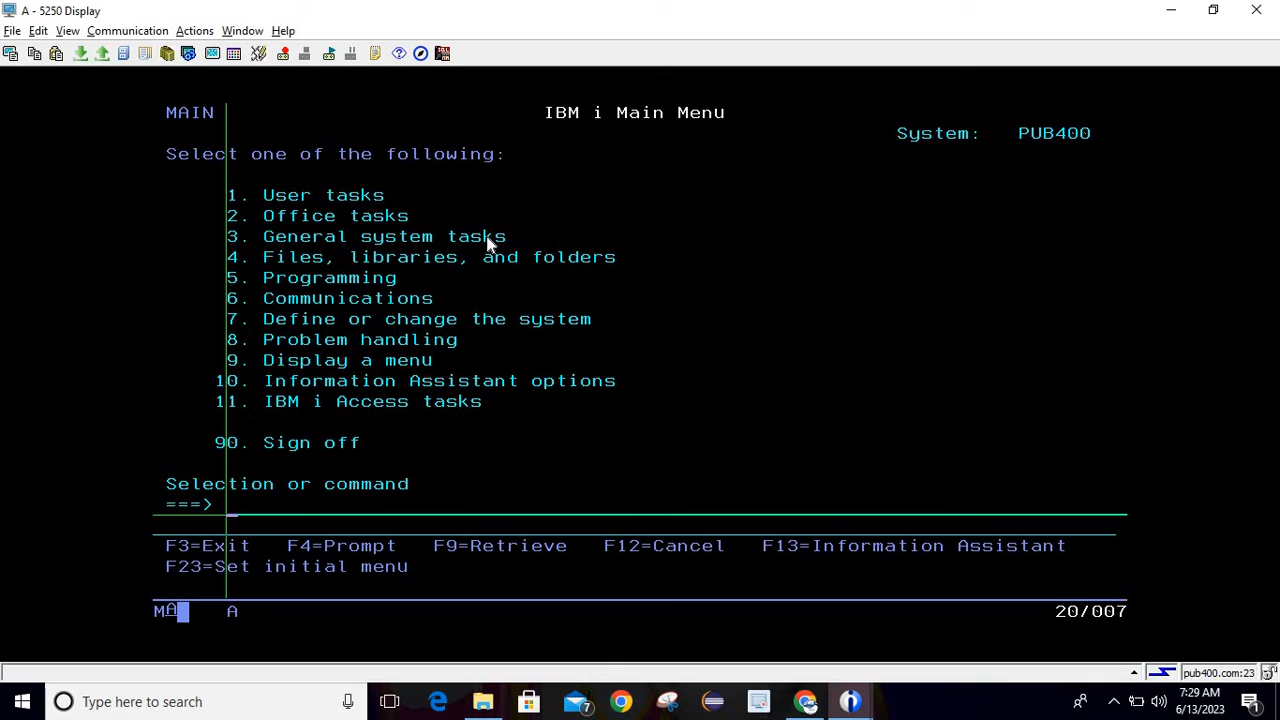 A - 5250 Display
File Edit View Communication Actions Window Help
MAIN IBM i Main Menu
System: PUB400
Select one of the following:
1. User tasks
2. Office tasks
3. General system tasks
4. Files, libraries, and folders
5. Programming
6. Communications
7. Define or change the system
8. Problem handling
9. Display a menu
10. Information Assistant options
11. IBM i Access tasks
90. Sign off
Selection or command
===>
F3=Exit F4=Prompt F9=Retrieve F12=Cancel F13=Information Assistant
F23=Set initial menu
MA A 20/007
pub400.com:23
Type here to search
7
7:29 AM
6/13/2023
1